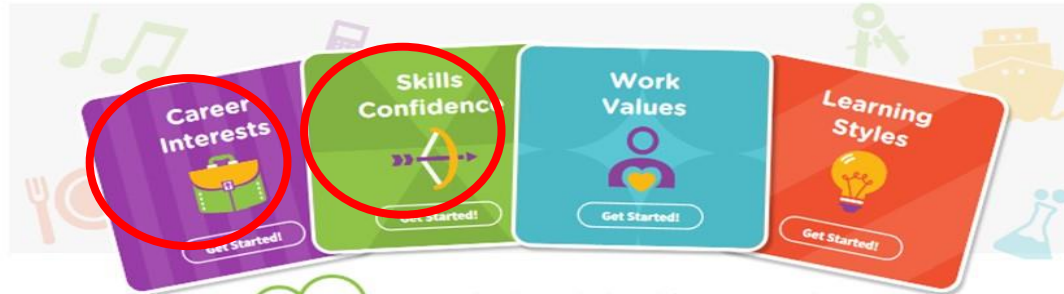 Career
Interests
Get Started!
Skills
Confidence
Get Started!
Work
Values
Get Started!
Learning
Styles
Get Started!